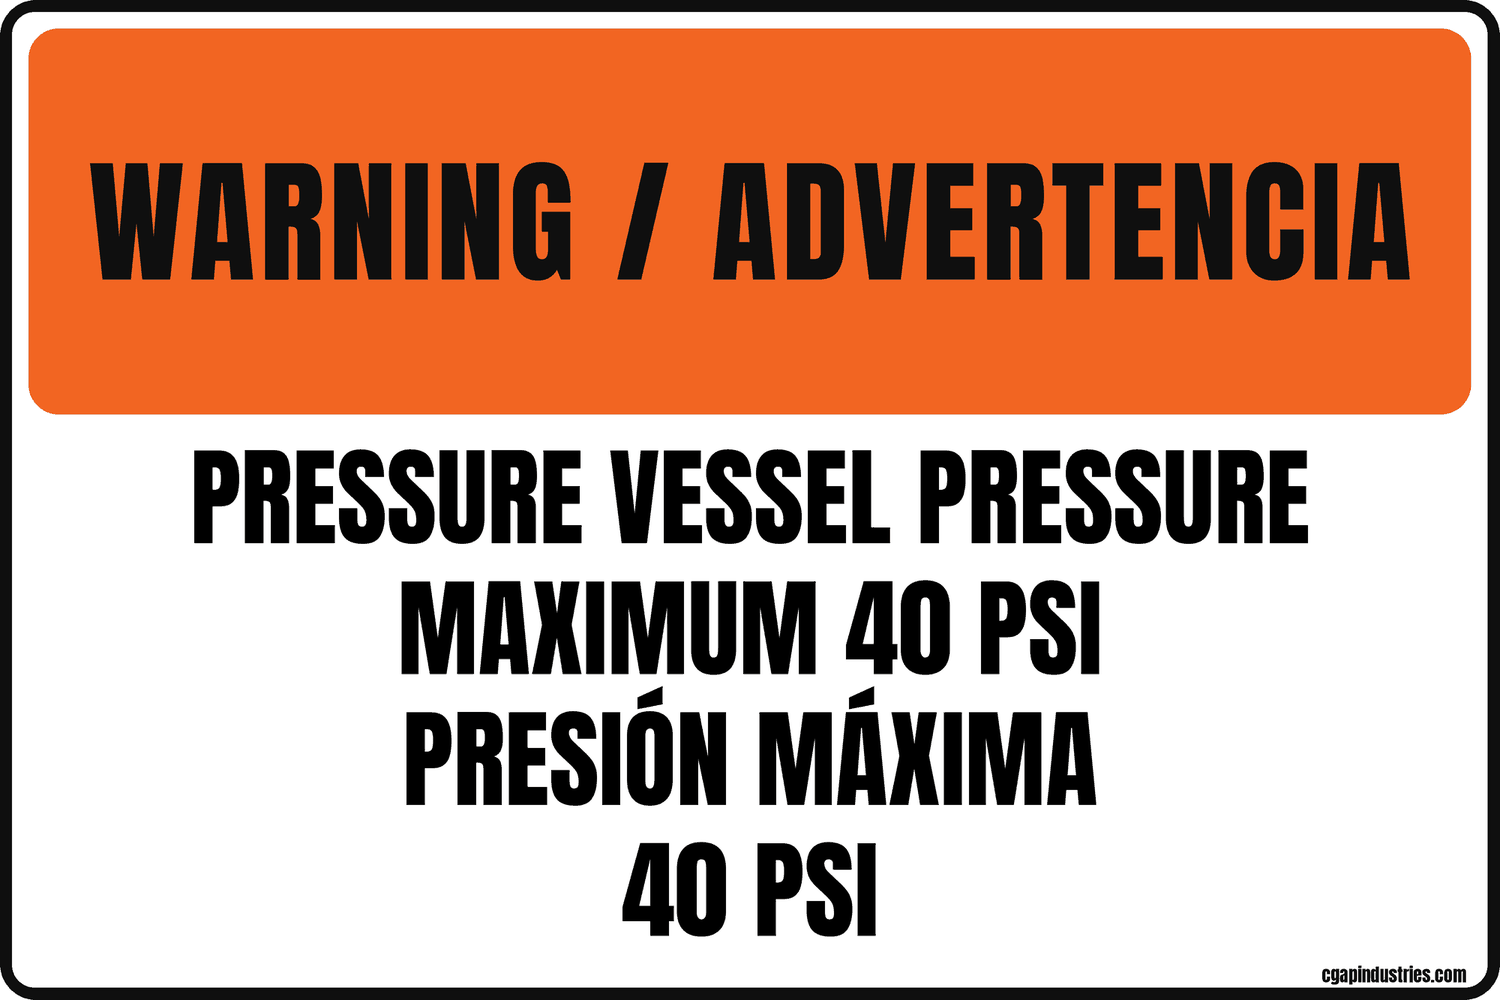 WARNING / ADVERTENCIA
PRESSURE VESSEL PRESSURE
MAXIMUM 40 PSI
PRESIÓN MÁXIMA
40 PSI
cgapindustries.com